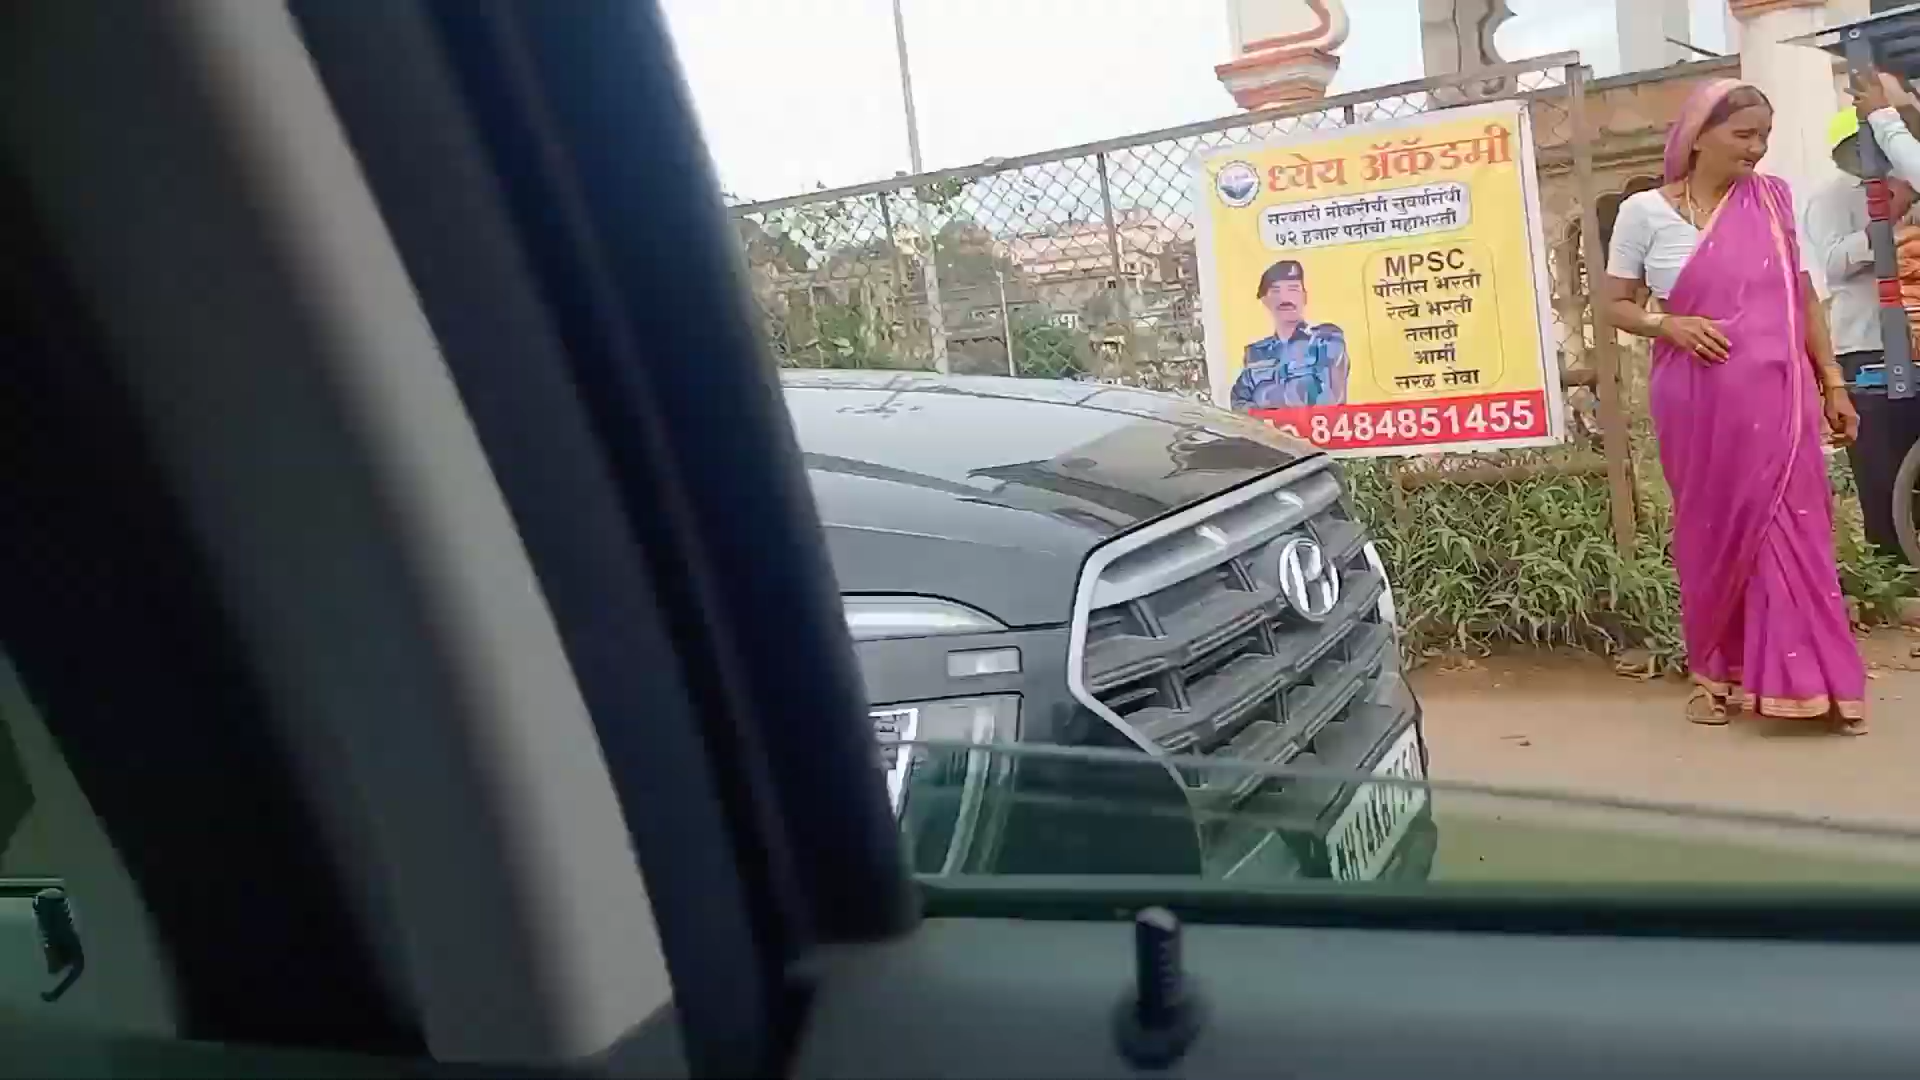 ध्येय ॲकॅडमी
सरकारी नोकरीची सुवर्णसंधी
७२ हजार पदांची महाभरती
MPSC
पोलीस भरती
रेल्वे भरती
तलाठी
आर्मी
सरळ सेवा
8484851455